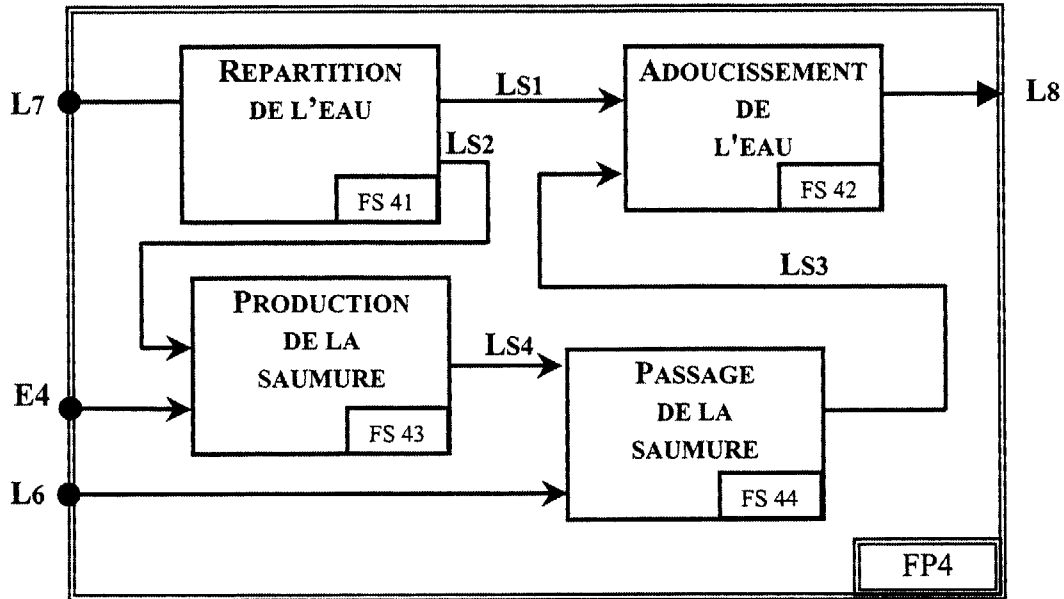 L7
REPARTITION
DE L'EAU
FS 41
LS1
LS2
ADOUCISSEMENT
DE
L'EAU
FS 42
L8
LS3
PRODUCTION
DE LA
SAUMURE
FS 43
LS4
E4
PASSAGE
DE LA
SAUMURE
FS 44
L6
FP4